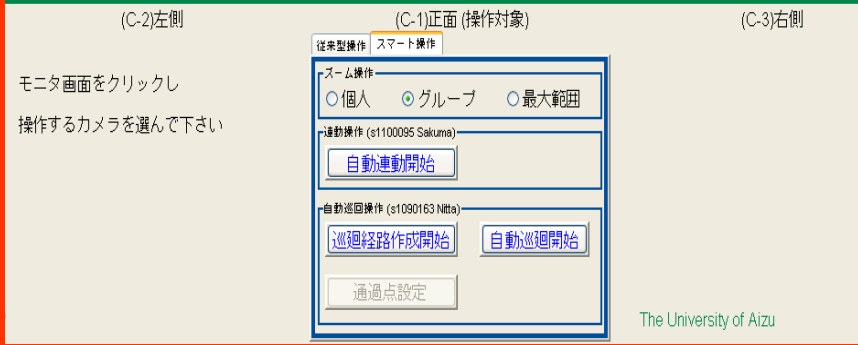 (C-2)左側
(C-1)正面 (操作対象)
(C-3)右側
従来型操作 スマート操作
モニタ画面をクリックし
操作するカメラを選んで下さい
ズーム操作
個人 グループ 最大範囲
連動操作 (s1100095 Sakuma)
自動連動開始
自動巡回操作 (s1090163 Nitta)
巡廻経路作成開始 自動巡廻開始
通過点設定
The University of Aizu